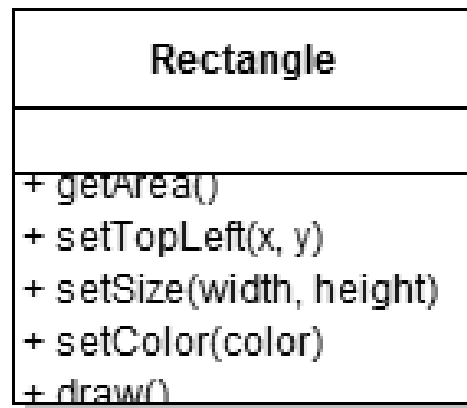 Rectangle
+ getArea()
+ setTopLeft(x, y)
+ setSize(width, height)
+ setColor(color)
+ draw()